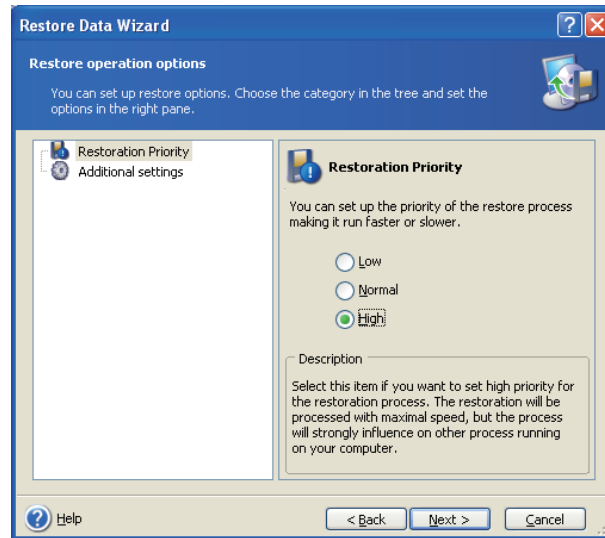 Restore Data Wizard
Restore operation options
You can set up restore options. Choose the category in the tree and set the
options in the right pane.
Restoration Priority
Additional settings
Restoration Priority
You can set up the priority of the restore process
making it run faster or slower.
Low
Normal
High
Description
Select this item if you want to set high priority for
the restoration process. The restoration will be
processed with maximal speed, but the process
will strongly influence on other process running
on your computer.
Help
< Back
Next >
Cancel